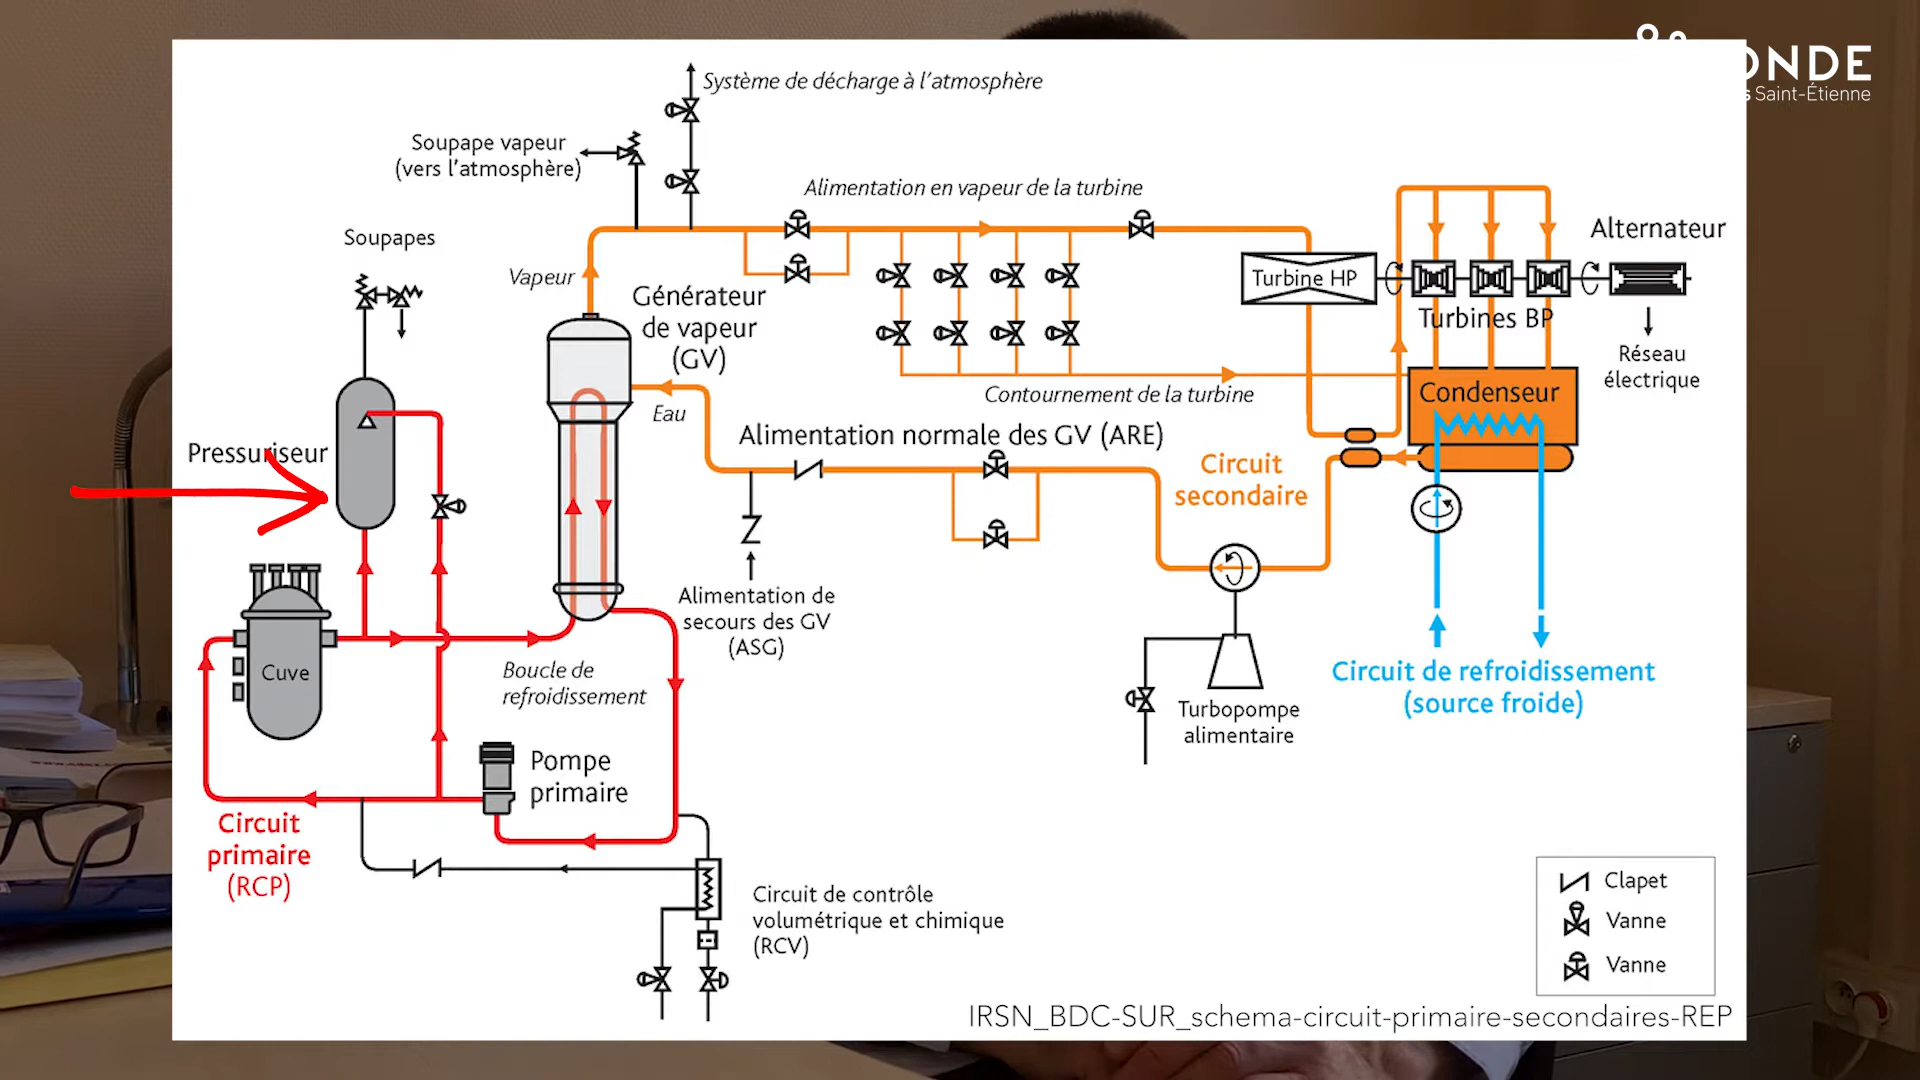 ONDE
s Saint-Étienne
Système de décharge à l'atmosphère
Soupape vapeur
(vers l'atmosphère)
Alimentation en vapeur de la turbine
Soupapes
Alternateur
Vapeur
Générateur
de vapeur
(GV)
Turbine HP
Turbines BP
Réseau
électrique
Eau
Contournement de la turbine
Condenseur
Pressuriseur
Alimentation normale des GV (ARE)
Circuit
secondaire
Alimentation de
secours des GV
(ASG)
Cuve
Boucle de
refroidissement
Circuit de refroidissement
(source froide)
Turbopompe
alimentaire
Pompe
primaire
Circuit
primaire
(RCP)
Circuit de contrôle
volumétrique et chimique
(RCV)
Clapet
Vanne
Vanne
IRSN_BDC-SUR_schema-circuit-primaire-secondaires-REP